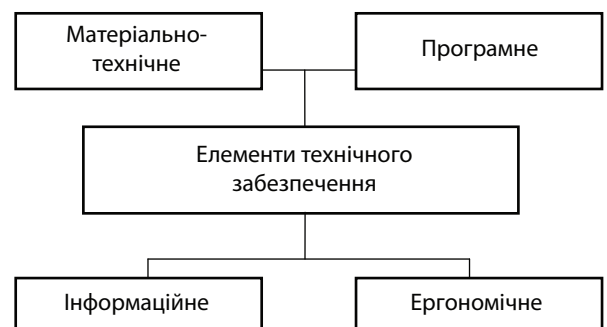 Матеріально-
технічне
Програмне
Елементи технічного
забезпечення
Інформаційне
Ергономічне